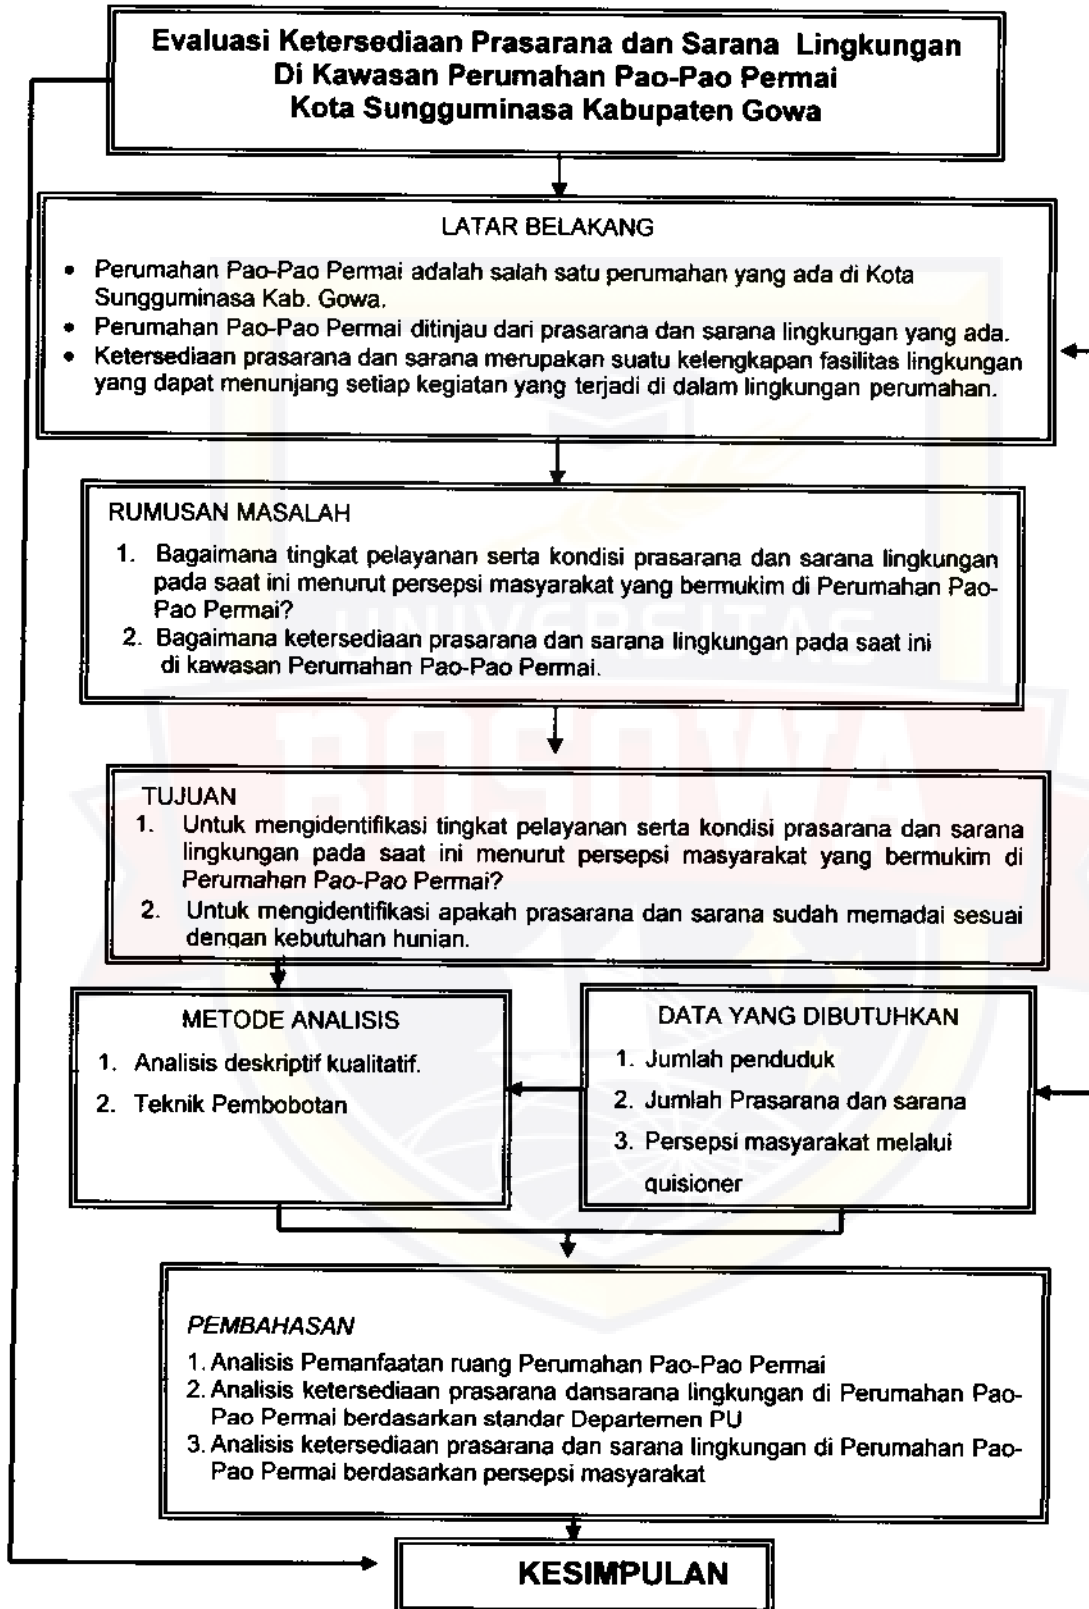 Evaluasi Ketersediaan Prasarana dan Sarana Lingkungan
Di Kawasan Perumahan Pao-Pao Permai
Kota Sungguminasa Kabupaten Gowa
LATAR BELAKANG
• Perumahan Pao-Pao Permai adalah salah satu perumahan yang ada di Kota
Sungguminasa Kab. Gowa.
• Perumahan Pao-Pao Permai ditinjau dari prasarana dan sarana lingkungan yang ada.
• Ketersediaan prasarana dan sarana merupakan suatu kelengkapan fasilitas lingkungan
yang dapat menunjang setiap kegiatan yang terjadi di dalam lingkungan perumahan.
RUMUSAN MASALAH
1. Bagaimana tingkat pelayanan serta kondisi prasarana dan sarana lingkungan
pada saat ini menurut persepsi masyarakat yang bermukim di Perumahan Pao-
Pao Permai?
2. Bagaimana ketersediaan prasarana dan sarana lingkungan pada saat ini
di kawasan Perumahan Pao-Pao Permai.
UNIVERSITAS
BOSOWA
TUJUAN
1. Untuk mengidentifikasi tingkat pelayanan serta kondisi prasarana dan sarana
lingkungan pada saat ini menurut persepsi masyarakat yang bermukim di
Perumahan Pao-Pao Permai?
2. Untuk mengidentifikasi apakah prasarana dan sarana sudah memadai sesuai
dengan kebutuhan hunian.
METODE ANALISIS
1. Analisis deskriptif kualitatif.
2. Teknik Pembobotan
DATA YANG DIBUTUHKAN
1. Jumlah penduduk
2. Jumlah Prasarana dan sarana
3. Persepsi masyarakat melalui
quisioner
PEMBAHASAN
1. Analisis Pemanfaatan ruang Perumahan Pao-Pao Permai
2. Analisis ketersediaan prasarana dansarana lingkungan di Perumahan Pao-
Pao Permai berdasarkan standar Departemen PU
3. Analisis ketersediaan prasarana dan sarana lingkungan di Perumahan Pao-
Pao Permai berdasarkan persepsi masyarakat
KESIMPULAN